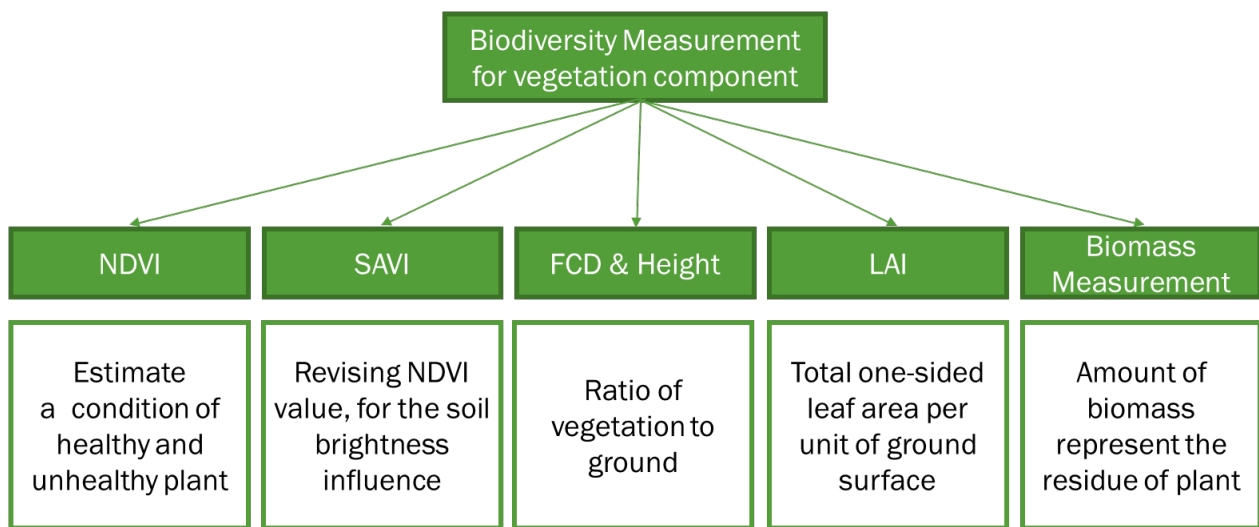 Biodiversity Measurement
for vegetation component
NDVI
SAVI
FCD & Height
LAI
Biomass
Measurement
Estimate
a condition of
healthy and
unhealthy plant
Revising NDVI
value, for the soil
brightness
influence
Ratio of
vegetation to
ground
Total one-sided
leaf area per
unit of ground
surface
Amount of
biomass
represent the
residue of plant